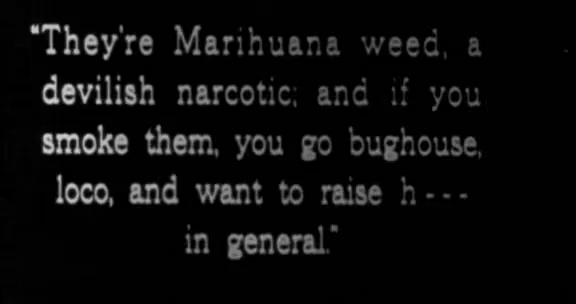 "They're Marihuana weed, a
devilish narcotic; and if you
smoke them, you go bughouse,
loco, and want to raise h---
in general."